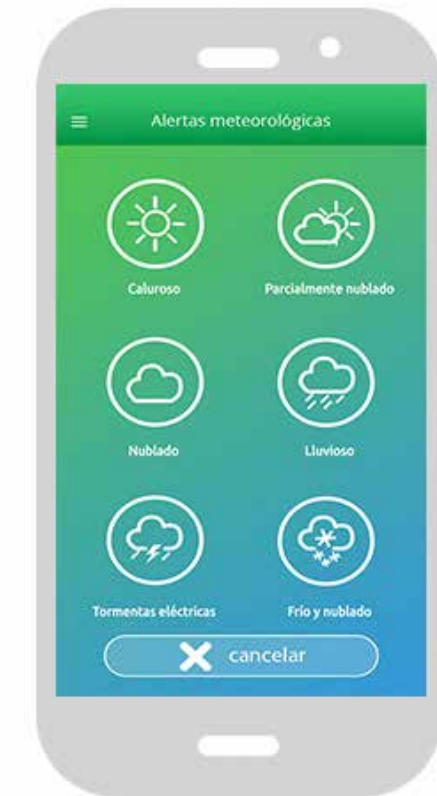 Alertas meteorológicas
Caluroso
Parcialmente nublado
Nublado
Lluvioso
Tormentas eléctricas
Frío y nublado
cancelar